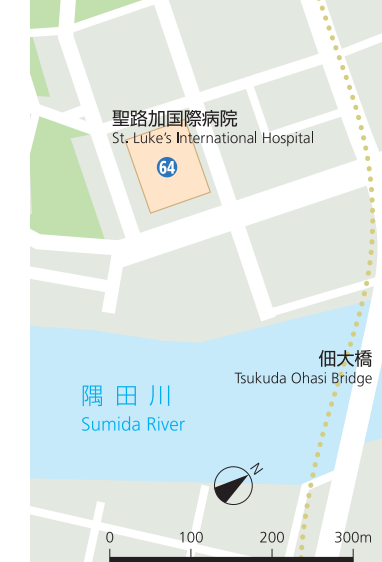 聖路加国際病院
St. Luke's International Hospital
64
佃大橋
Tsukuda Ohasi Bridge
隅田川
Sumida River
N
0 100 200 300m